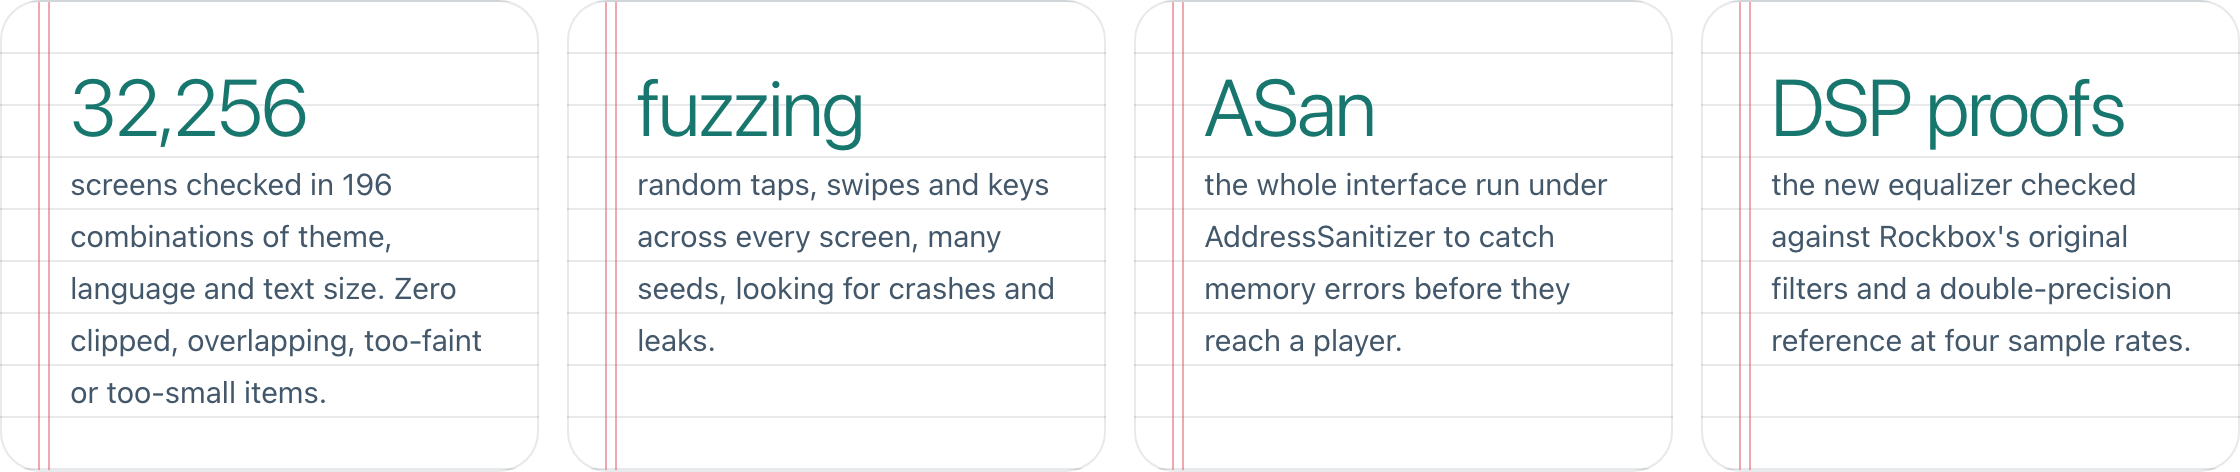 32,256
screens checked in 196
combinations of theme,
language and text size. Zero
clipped, overlapping, too-faint
or too-small items.
fuzzing
random taps, swipes and keys
across every screen, many
seeds, looking for crashes and
leaks.
ASan
the whole interface run under
AddressSanitizer to catch
memory errors before they
reach a player.
DSP proofs
the new equalizer checked
against Rockbox's original
filters and a double-precision
reference at four sample rates.